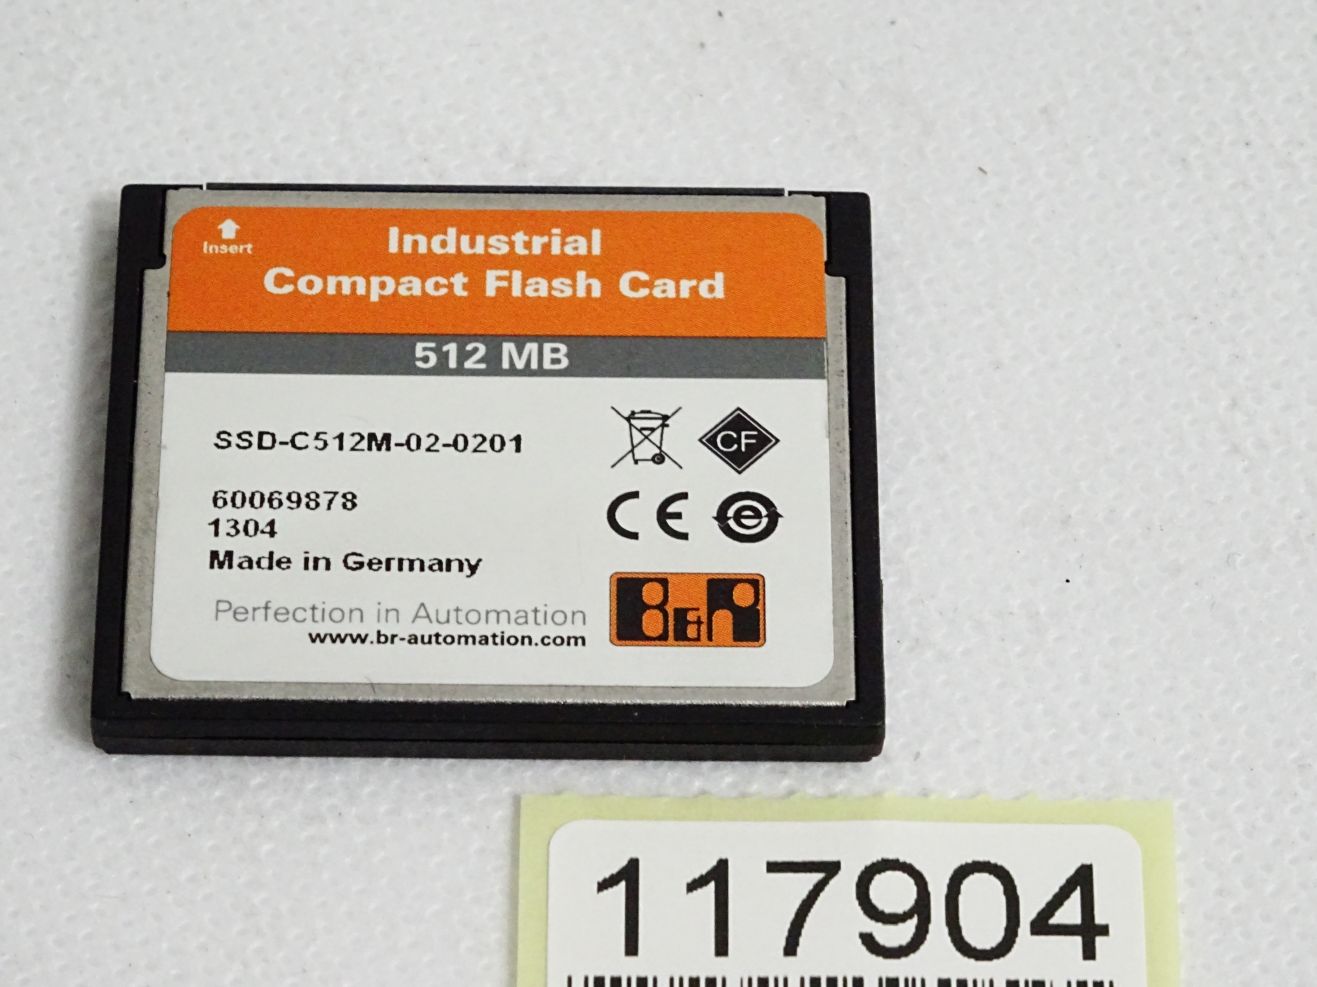 Insert
Industrial
Compact Flash Card
512 MB
SSD-C512M-02-0201
CF
60069878
1304
CE
e
Made in Germany
Perfection in Automation
www.br-automation.com
B&R
117904